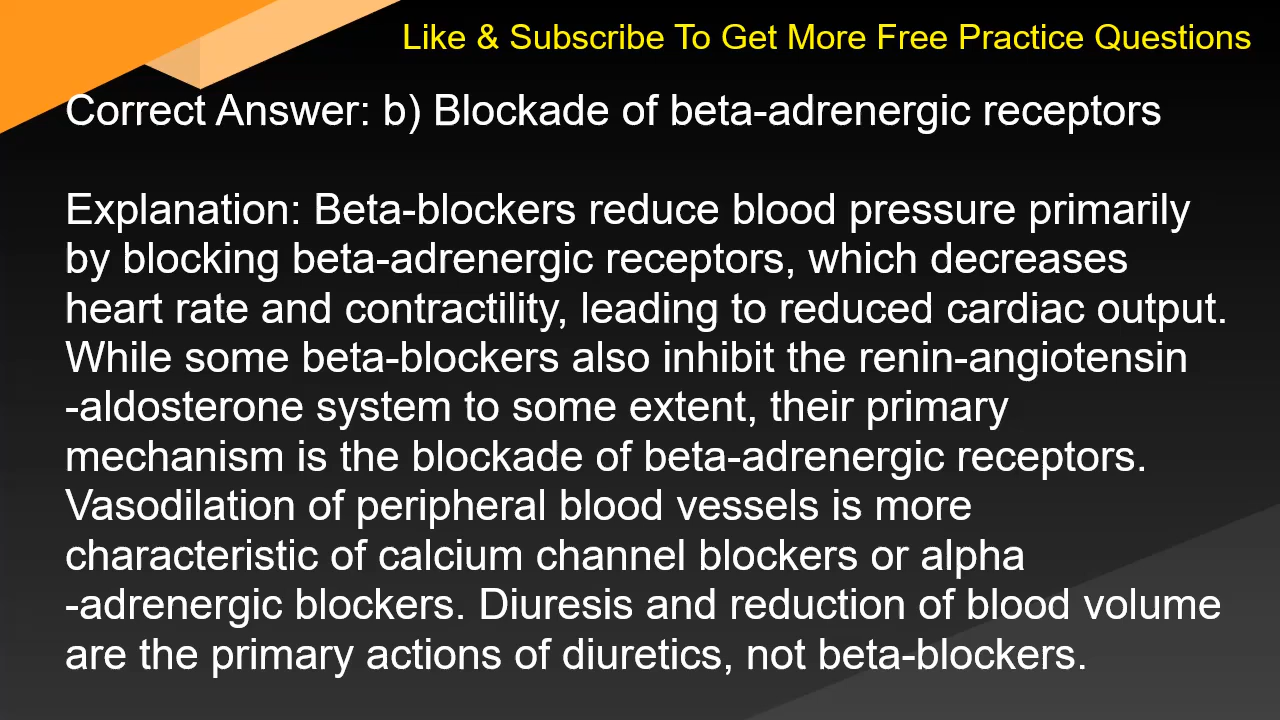 Like & Subscribe To Get More Free Practice Questions
Correct Answer: b) Blockade of beta-adrenergic receptors
Explanation: Beta-blockers reduce blood pressure primarily
by blocking beta-adrenergic receptors, which decreases
heart rate and contractility, leading to reduced cardiac output.
While some beta-blockers also inhibit the renin-angiotensin
-aldosterone system to some extent, their primary
mechanism is the blockade of beta-adrenergic receptors.
Vasodilation of peripheral blood vessels is more
characteristic of calcium channel blockers or alpha
-adrenergic blockers. Diuresis and reduction of blood volume
are the primary actions of diuretics, not beta-blockers.